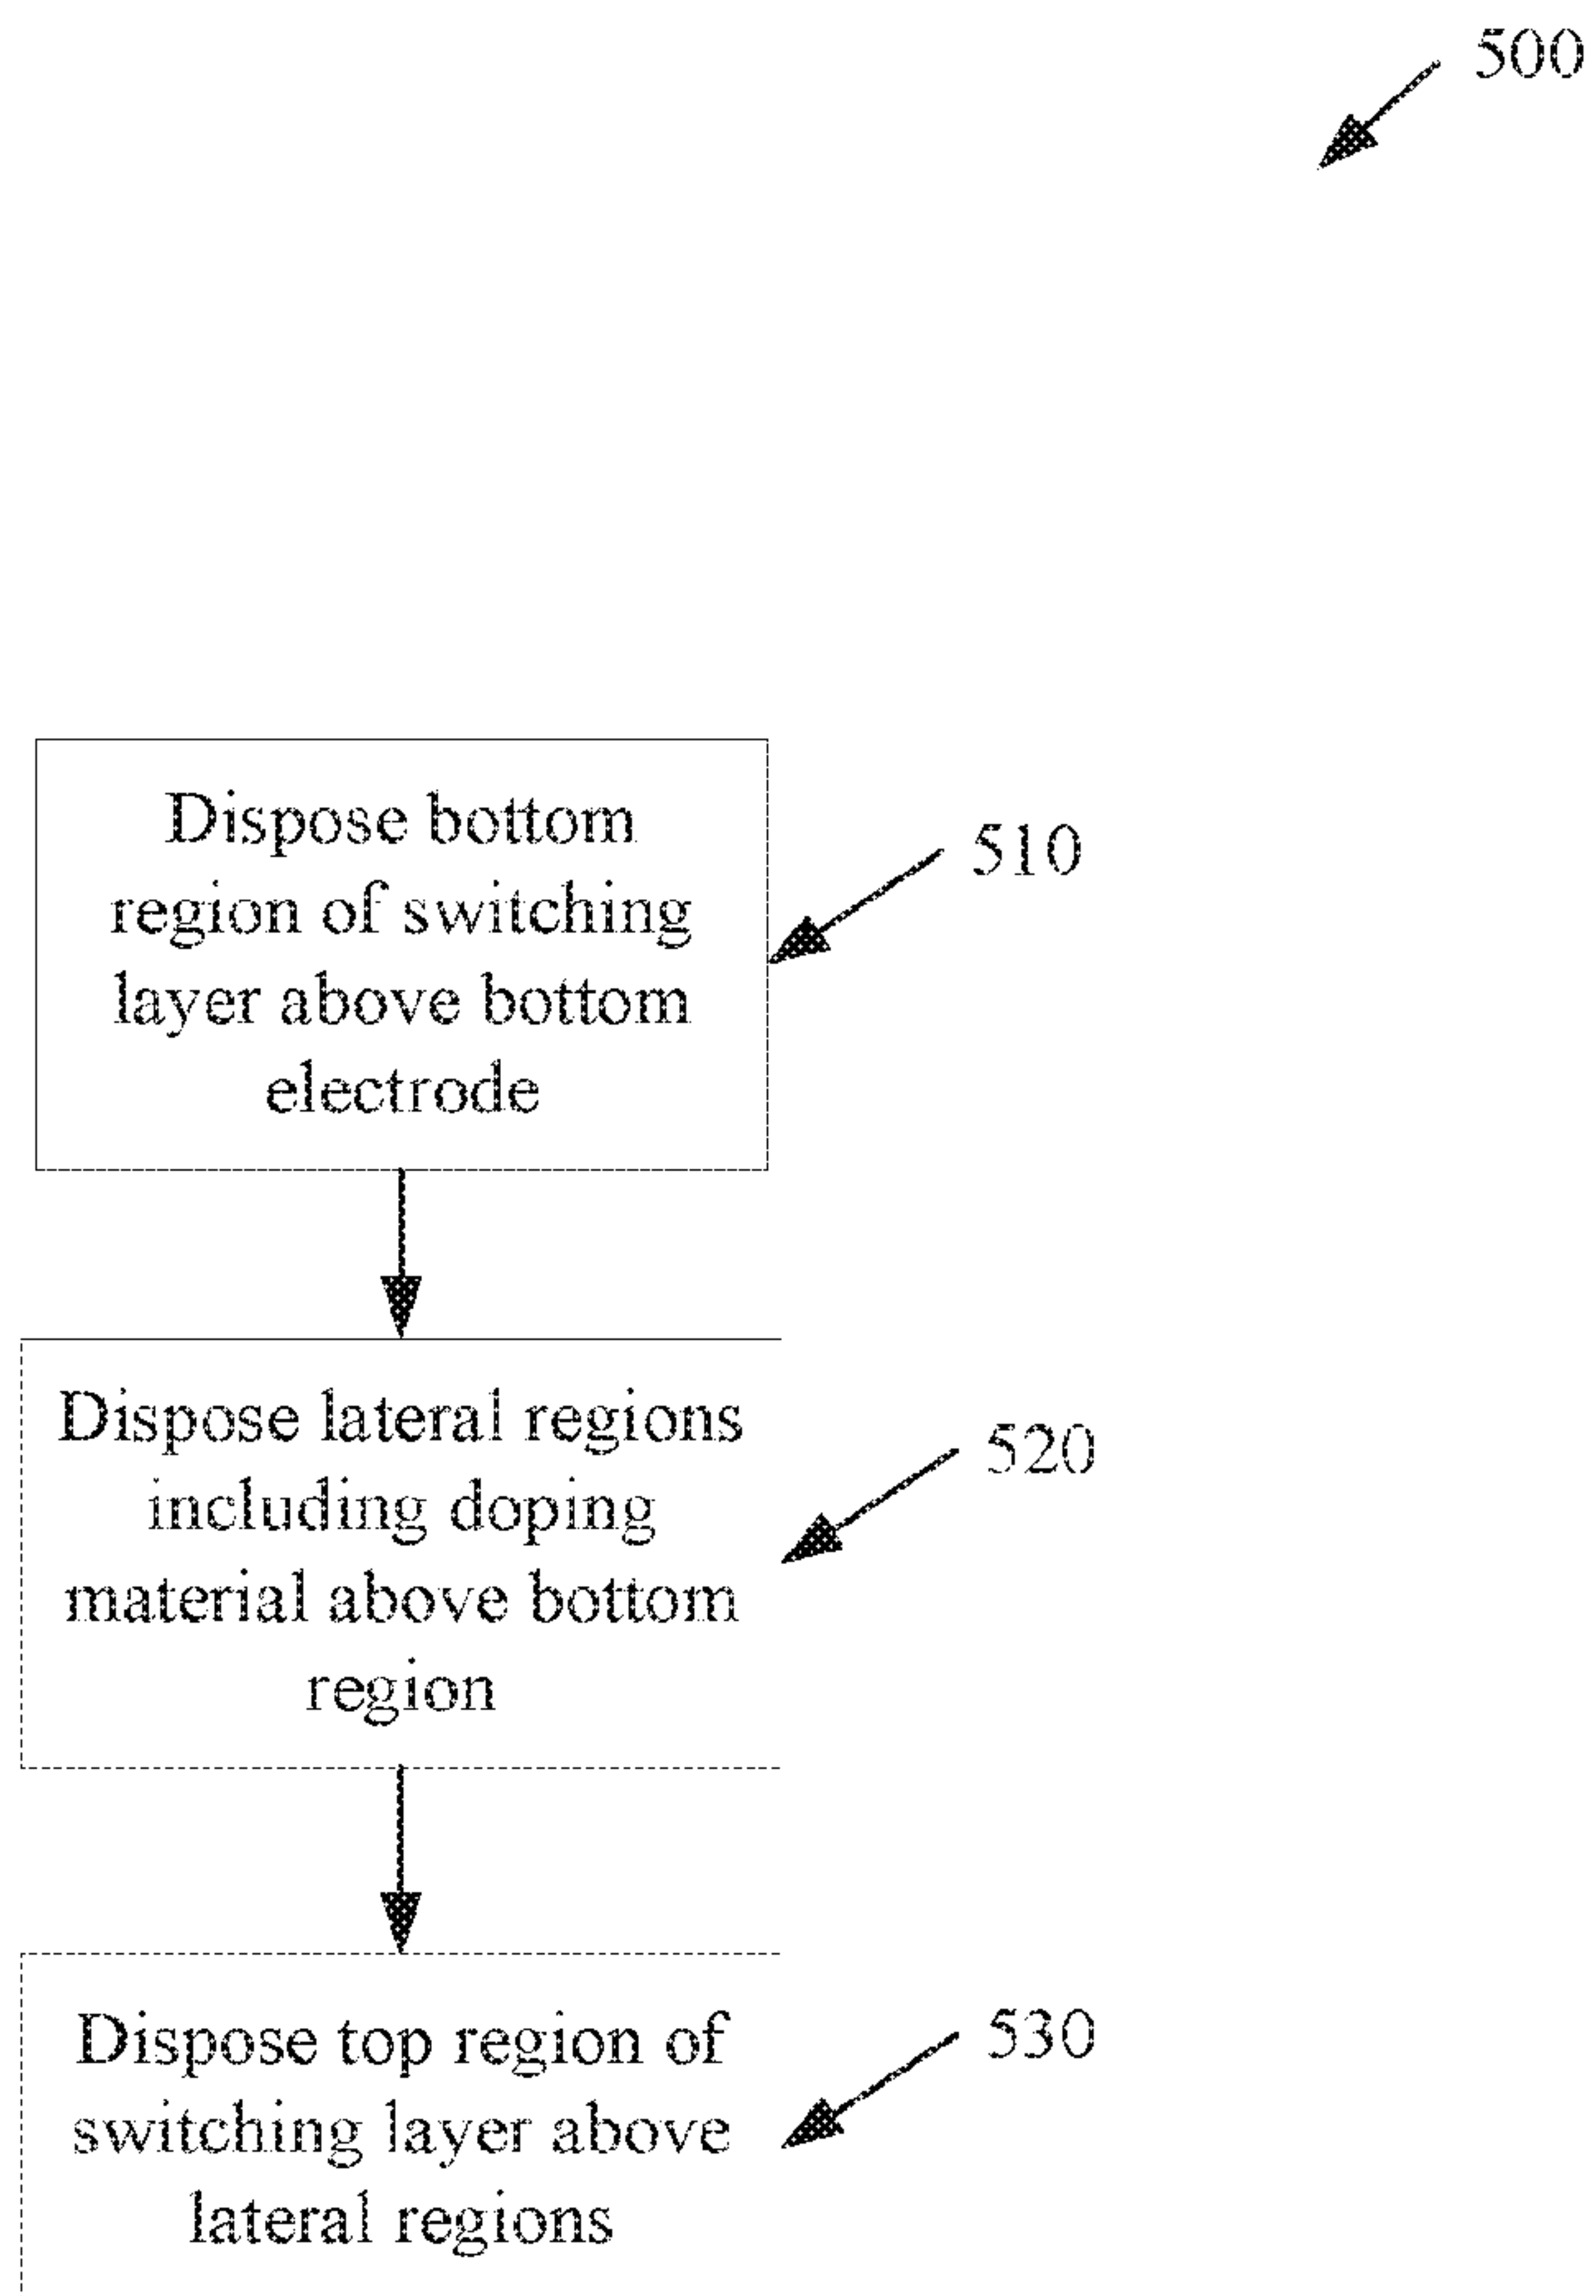 500
Dispose bottom
region of switching
layer above bottom
electrode
510
Dispose lateral regions
including doping
material above bottom
region
520
Dispose top region of
switching layer above
lateral regions
530